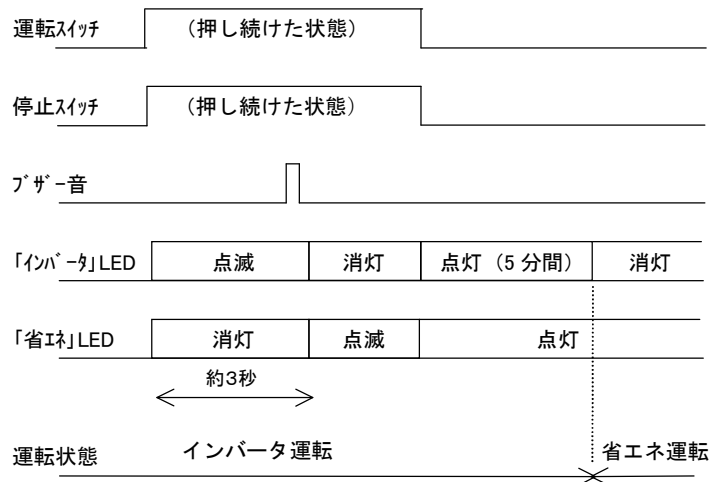 運転ｽｲｯﾁ (押し続けた状態)
停止ｽｲｯﾁ (押し続けた状態)
ﾌﾞｻﾞｰ音
「ｲﾝﾊﾞｰﾀ」LED 点滅 消灯 点灯（5 分間） 消灯
「省ｴﾈ」LED 消灯 点滅 点灯
約3秒
運転状態 インバータ運転 省エネ運転